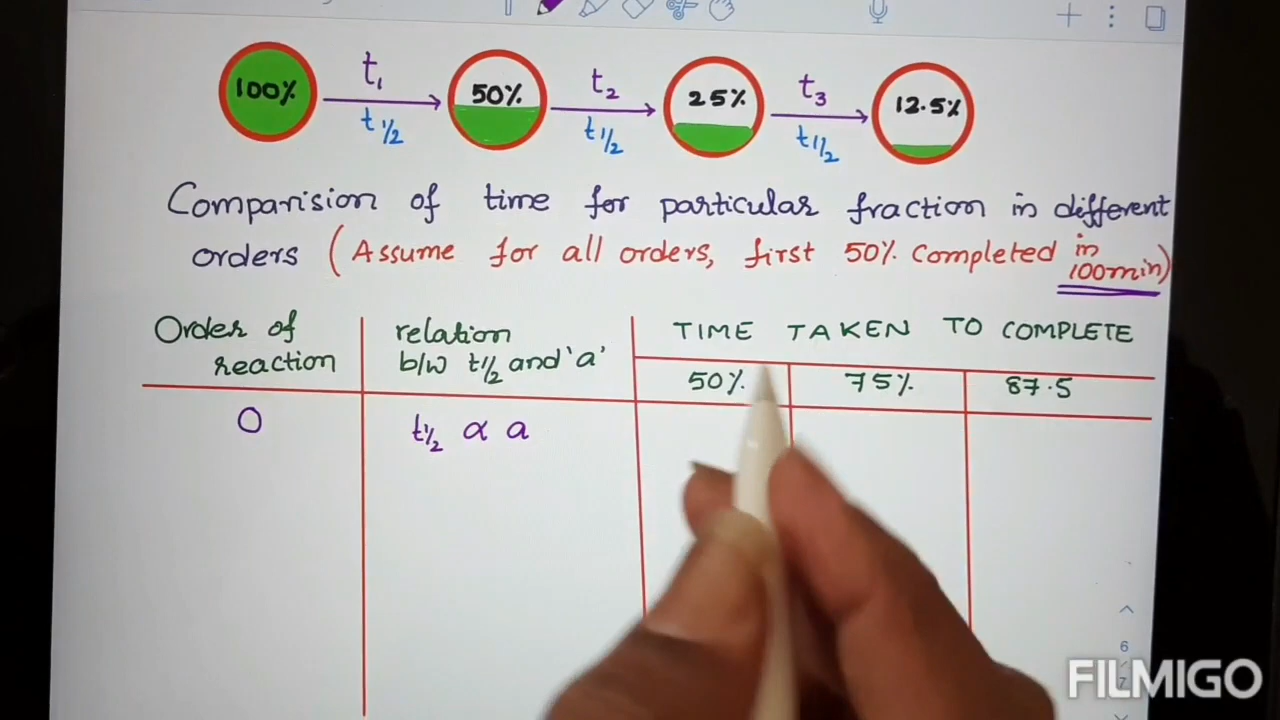 100% t₁ 50% t₂ 25% t₃ 12.5%
t½ t½ t½
Comparision of time for particular fraction in different
orders (Assume for all orders, first 50% Completed in 100min)
Order of reaction
relation b/w t½ and 'a'
TIME TAKEN TO COMPLETE
50% 75% 87.5
0 t½ ∝ a
6
7
FILMIGO